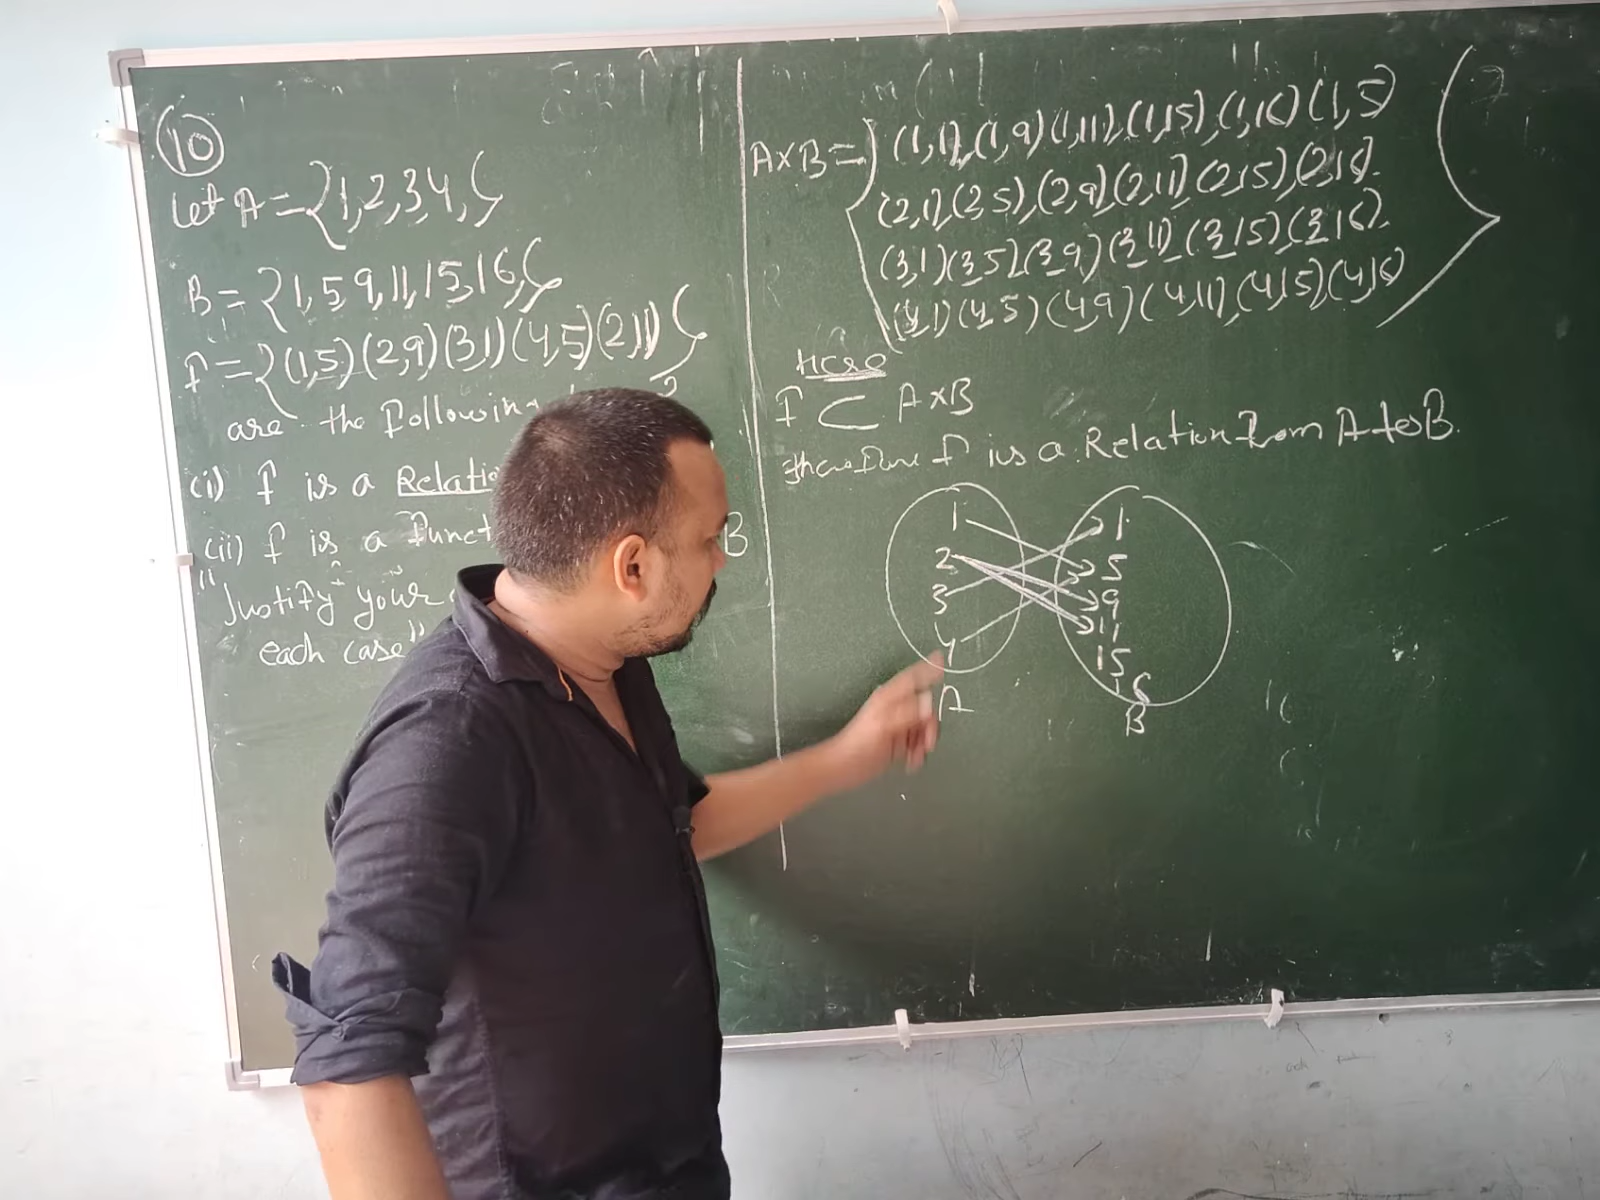 10
Let A = {1,2,3,4,}
B = {1,5,9,11,15,16,}
f = {(1,5)(2,9)(3,1)(4,5)(2,11)}
are the following ?
(i) f is a Relatio
(ii) f is a Funct B
"Justify your
each case"
A×B = {(1,1),(1,9)(1,11),(1,15),(1,16)(1,5)
(2,1)(2,5),(2,9)(2,11)(2,15),(2,16).
(3,1)(3,5)(3,9)(3,11)(3,15)(3,16).
(4,1)(4,5)(4,9)(4,11),(4,15)(4,16)}
Here
f ⊂ A×B
therefore f is a Relation from A to B.
1 1
2 5
3 9
4 11
15
16
A B